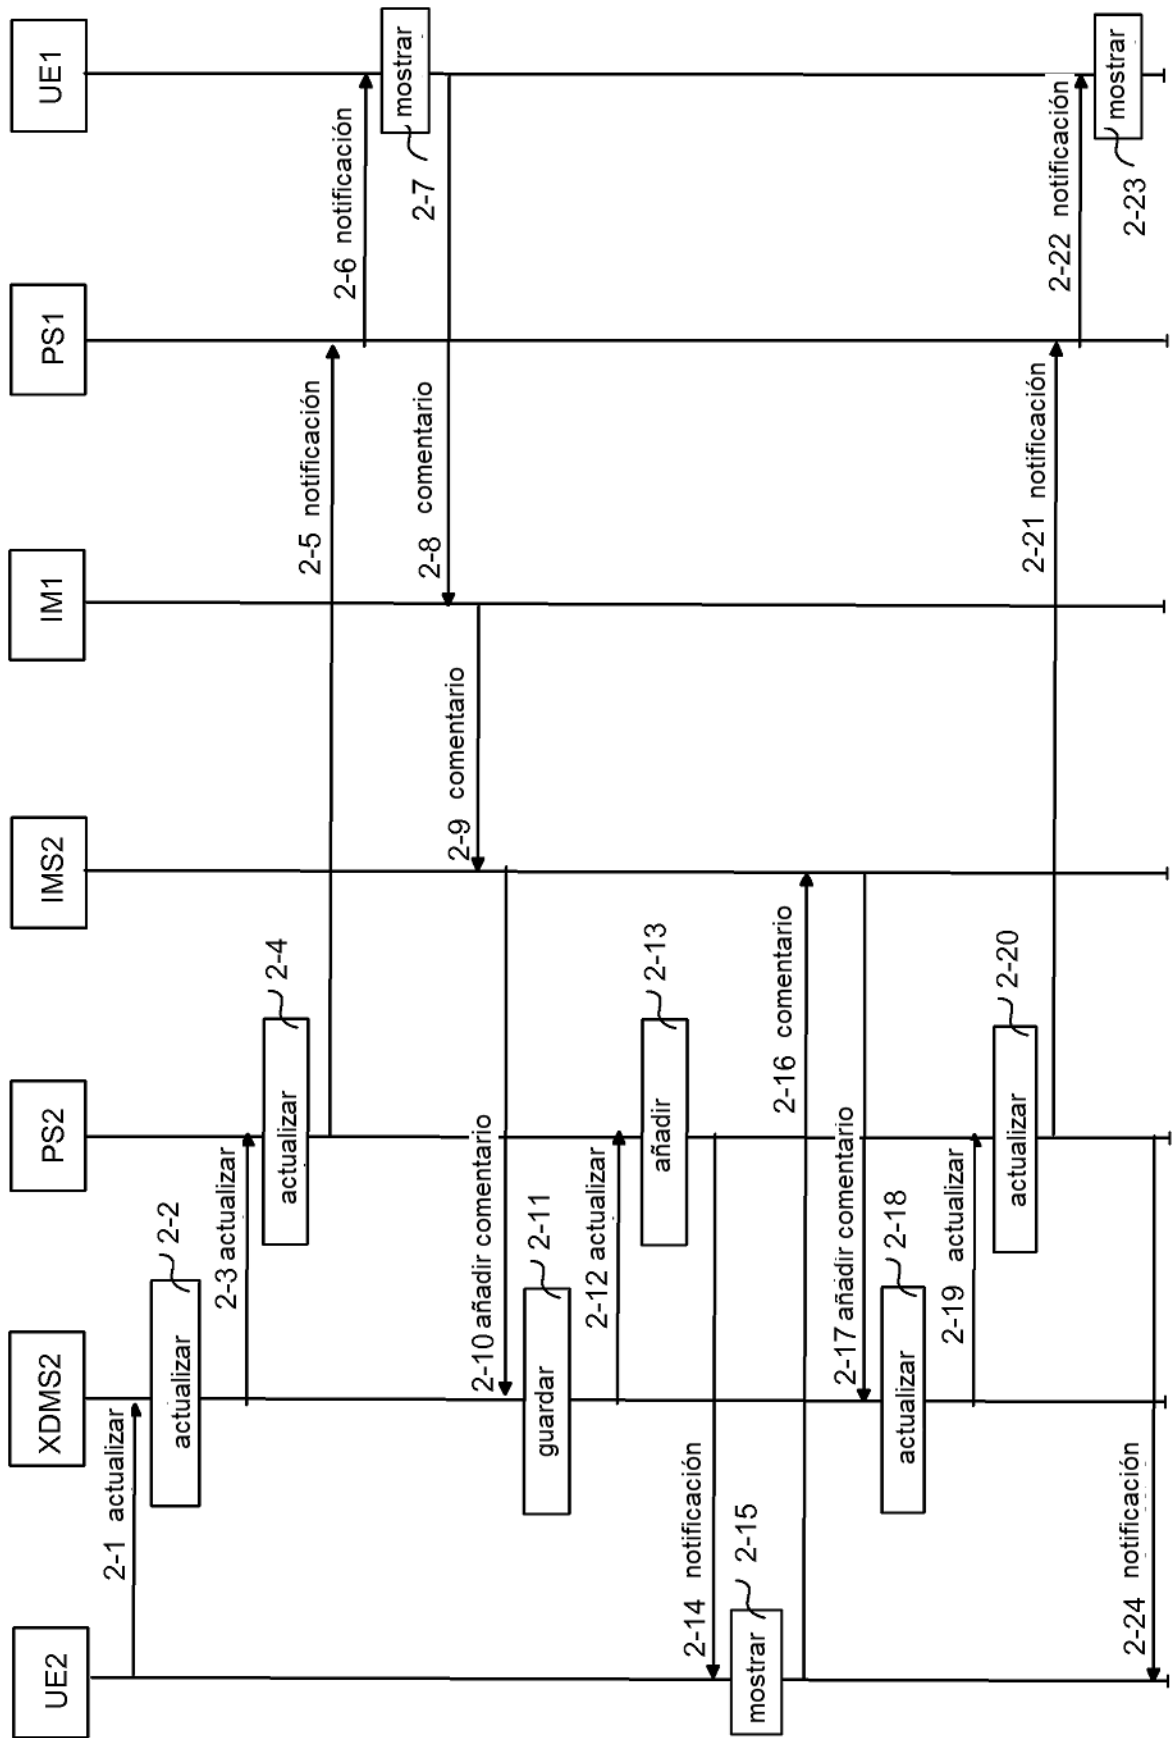 UE2
XDMS2
PS2
IMS2
IM1
PS1
UE1
2-1 actualizar
actualizar
2-2
2-3 actualizar
actualizar
2-4
2-5 notificación
2-6 notificación
mostrar
2-7
2-8 comentario
2-9 comentario
2-10 añadir comentario
guardar
2-11
2-12 actualizar
añadir
2-13
2-14 notificación
mostrar
2-15
2-16 comentario
2-17 añadir comentario
actualizar
2-18
2-19 actualizar
actualizar
2-20
2-21 notificación
2-22 notificación
mostrar
2-23
2-24 notificación